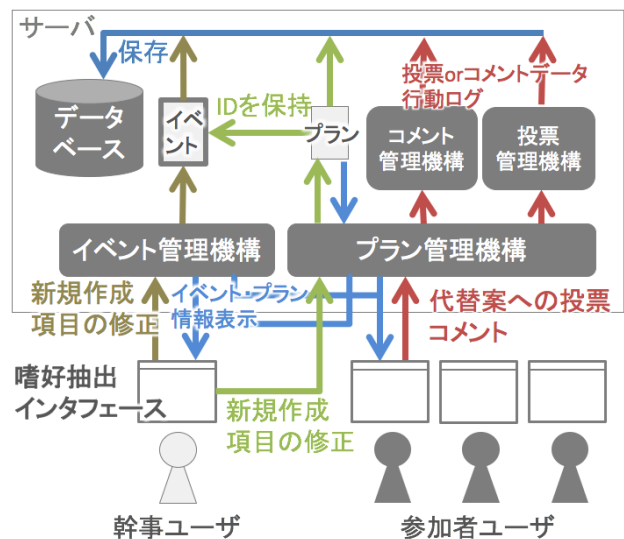 サーバ
保存
データ
ベース
イベ
ント
IDを保持
プラン
投票orコメントデータ
行動ログ
コメント
管理機構
投票
管理機構
イベント管理機構
プラン管理機構
新規作成
項目の修正
イベント・プラン
情報表示
代替案への投票
コメント
嗜好抽出
インタフェース
新規作成
項目の修正
幹事ユーザ
参加者ユーザ